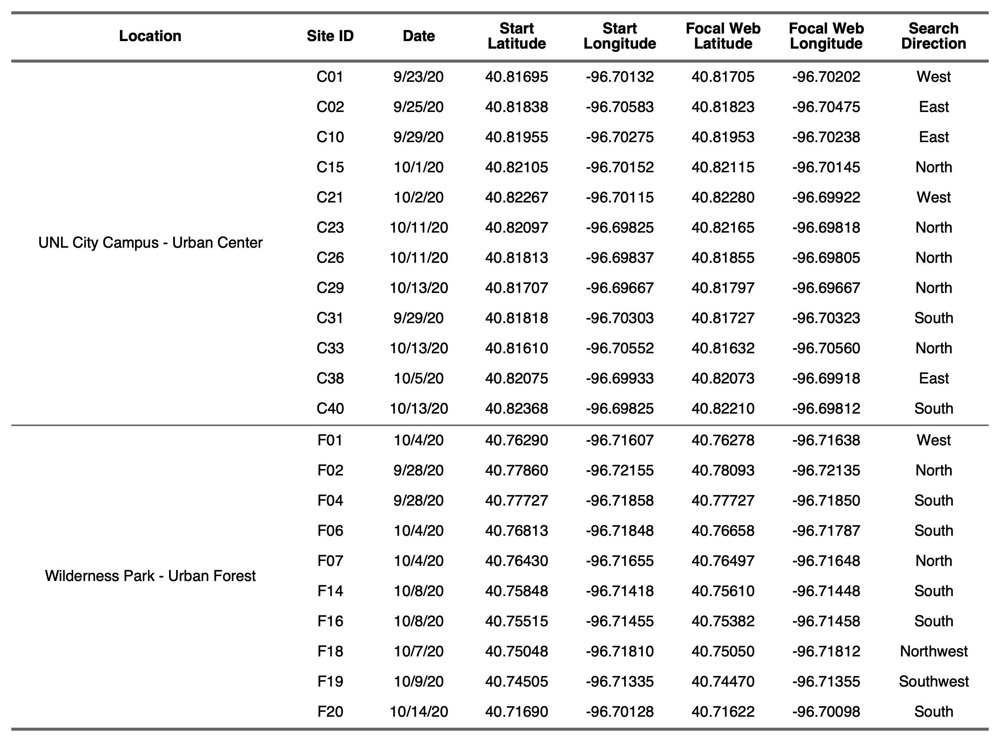 Location Site ID Date Start Latitude Start Longitude Focal Web Latitude Focal Web Longitude Search Direction
UNL City Campus - Urban Center
C01 9/23/20 40.81695 -96.70132 40.81705 -96.70202 West
C02 9/25/20 40.81838 -96.70583 40.81823 -96.70475 East
C10 9/29/20 40.81955 -96.70275 40.81953 -96.70238 East
C15 10/1/20 40.82105 -96.70152 40.82115 -96.70145 North
C21 10/2/20 40.82267 -96.70115 40.82280 -96.69922 West
C23 10/11/20 40.82097 -96.69825 40.82165 -96.69818 North
C26 10/11/20 40.81813 -96.69837 40.81855 -96.69805 North
C29 10/13/20 40.81707 -96.69667 40.81797 -96.69667 North
C31 9/29/20 40.81818 -96.70303 40.81727 -96.70323 South
C33 10/13/20 40.81610 -96.70552 40.81632 -96.70560 North
C38 10/5/20 40.82075 -96.69933 40.82073 -96.69918 East
C40 10/13/20 40.82368 -96.69825 40.82210 -96.69812 South
Wilderness Park - Urban Forest
F01 10/4/20 40.76290 -96.71607 40.76278 -96.71638 West
F02 9/28/20 40.77860 -96.72155 40.78093 -96.72135 North
F04 9/28/20 40.77727 -96.71858 40.77727 -96.71850 South
F06 10/4/20 40.76813 -96.71848 40.76658 -96.71787 South
F07 10/4/20 40.76430 -96.71655 40.76497 -96.71648 North
F14 10/8/20 40.75848 -96.71418 40.75610 -96.71448 South
F16 10/8/20 40.75515 -96.71455 40.75382 -96.71458 South
F18 10/7/20 40.75048 -96.71810 40.75050 -96.71812 Northwest
F19 10/9/20 40.74505 -96.71335 40.74470 -96.71355 Southwest
F20 10/14/20 40.71690 -96.70128 40.71622 -96.70098 South